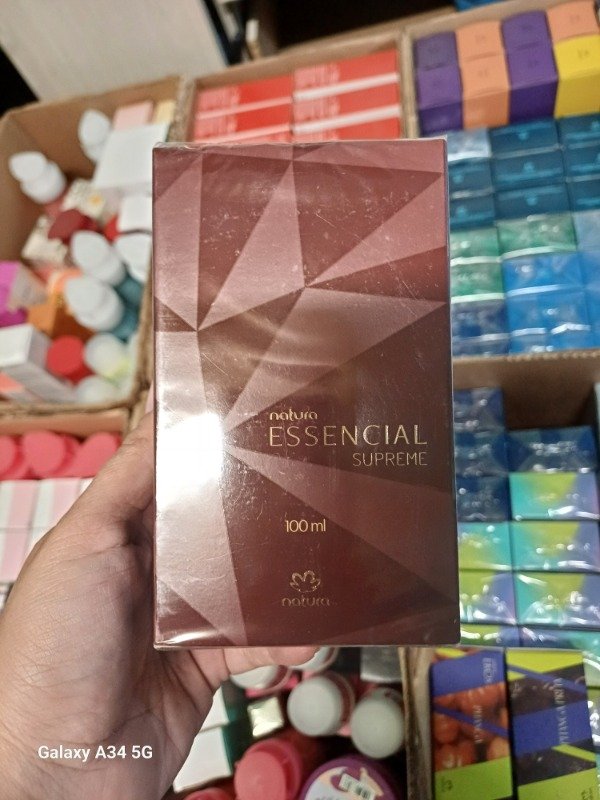 natura
ESSENCIAL
SUPREME
100 ml
natura
Galaxy A34 5G